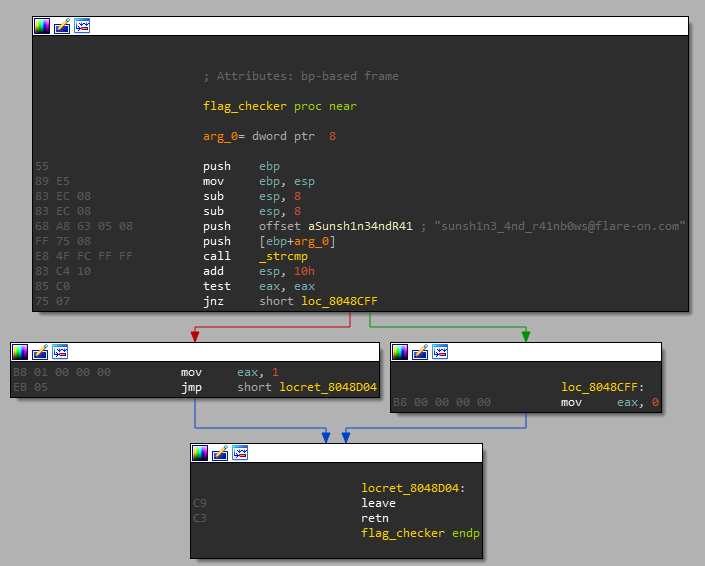 ; Attributes: bp-based frame
flag_checker proc near
arg_0= dword ptr  8
55 push ebp
89 E5 mov ebp, esp
83 EC 08 sub esp, 8
83 EC 08 sub esp, 8
68 A8 63 05 08 push offset aSunsh1n34ndR41 ; "sunsh1n3_4nd_r41nb0ws@flare-on.com"
FF 75 08 push [ebp+arg_0]
E8 4F FC FF FF call _strcmp
83 C4 10 add esp, 10h
85 C0 test eax, eax
75 07 jnz short loc_8048CFF
B8 01 00 00 00 mov eax, 1
EB 05 jmp short locret_8048D04
loc_8048CFF:
B8 00 00 00 00 mov eax, 0
locret_8048D04:
C9 leave
C3 retn
flag_checker endp